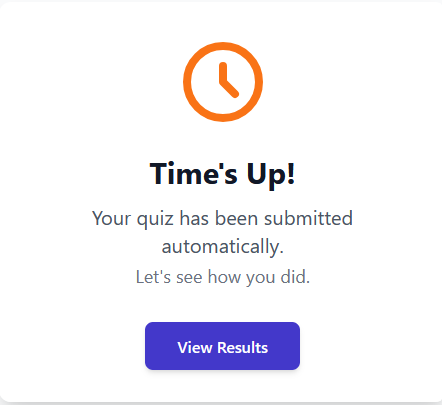 Time's Up!
Your quiz has been submitted
automatically.
Let's see how you did.
View Results